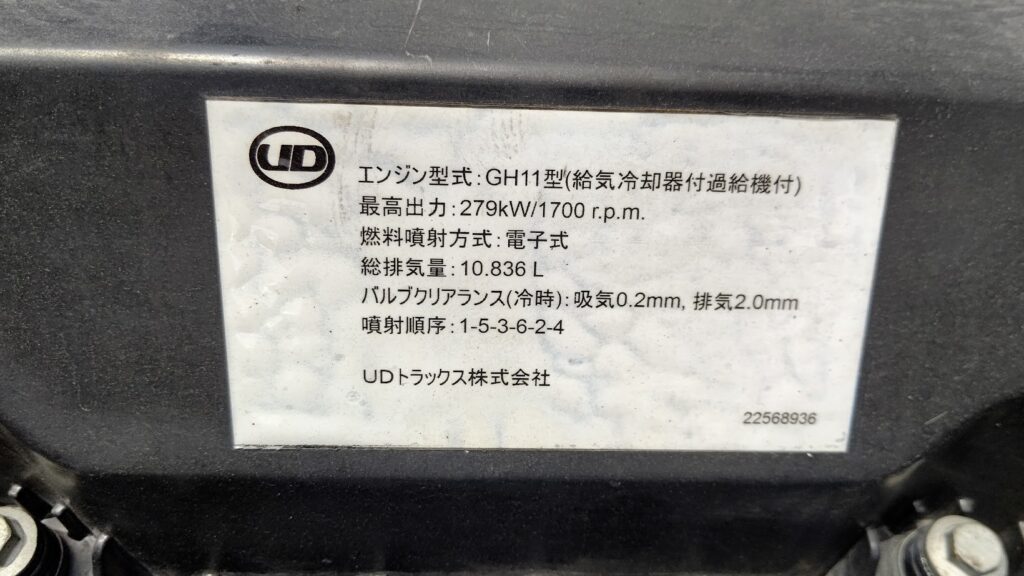 UD
エンジン型式:GH11型(給気冷却器付過給機付)
最高出力:279kW/1700 r.p.m.
燃料噴射方式:電子式
総排気量:10.836 L
バルブクリアランス(冷時):吸気0.2mm, 排気2.0mm
噴射順序:1-5-3-6-2-4
UDトラックス株式会社
22568936